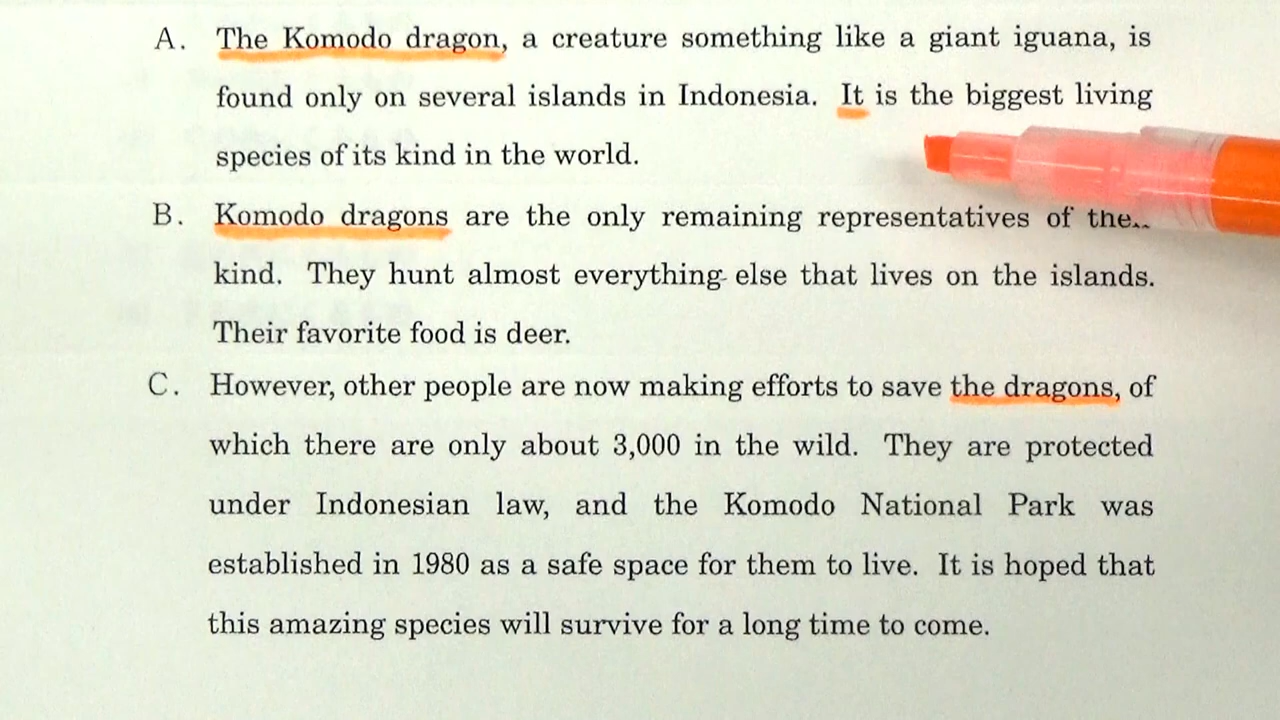 A. The Komodo dragon, a creature something like a giant iguana, is
found only on several islands in Indonesia. It is the biggest living
species of its kind in the world.
B. Komodo dragons are the only remaining representatives of
kind. They hunt almost everything else that lives on the islands.
Their favorite food is deer.
C. However, other people are now making efforts to save the dragons, of
which there are only about 3,000 in the wild. They are protected
under Indonesian law, and the Komodo National Park was
established in 1980 as a safe space for them to live. It is hoped that
this amazing species will survive for a long time to come.